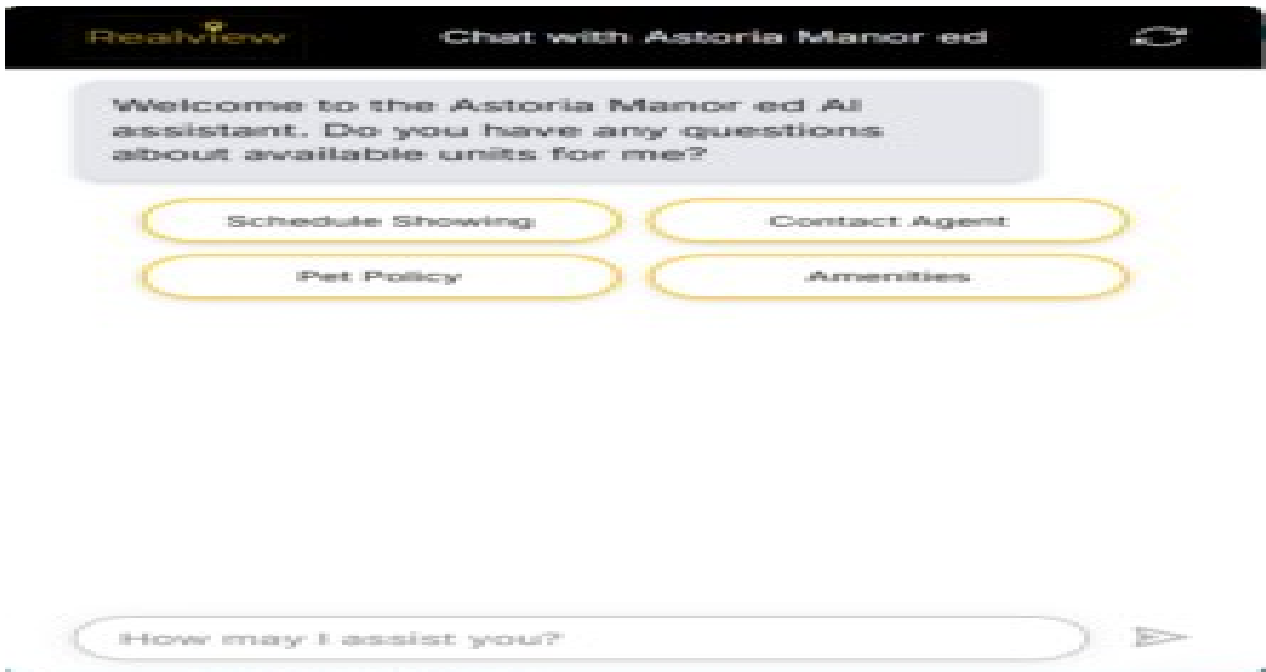 Realview
Chat with Astoria Manor ed
Welcome to the Astoria Manor ed AI
assistant. Do you have any questions
about available units for me?
Schedule Showing
Contact Agent
Pet Policy
Amenities
How may I assist you?